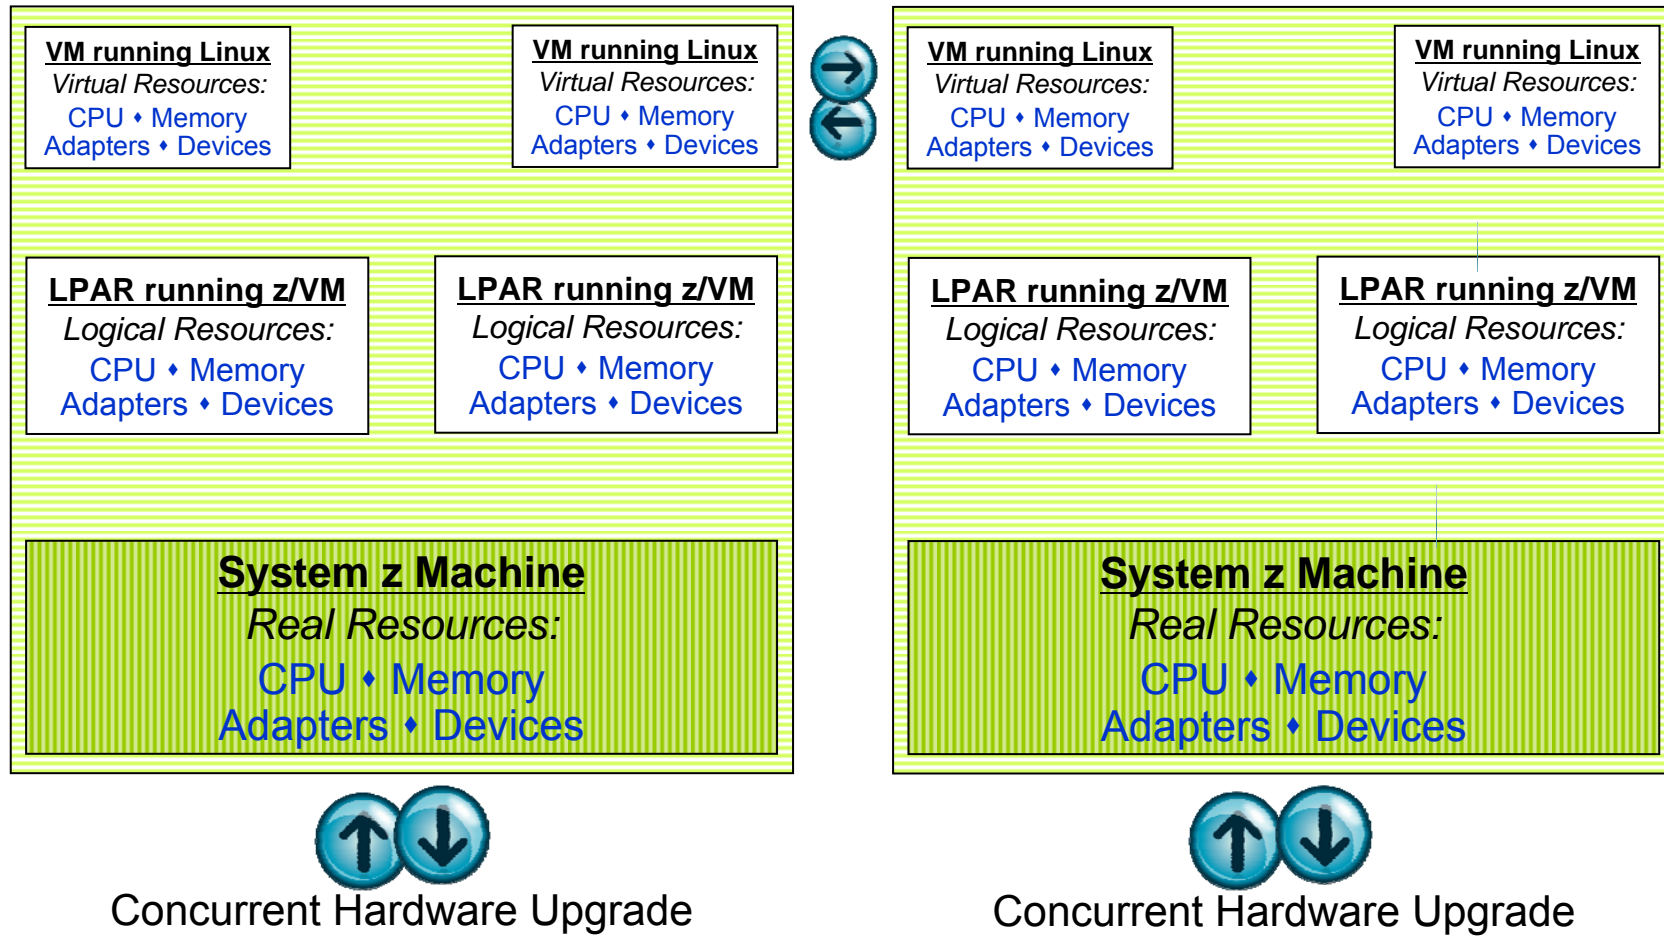 VM running Linux
Virtual Resources:
CPU ♦ Memory
Adapters ♦ Devices
VM running Linux
Virtual Resources:
CPU ♦ Memory
Adapters ♦ Devices
LPAR running z/VM
Logical Resources:
CPU ♦ Memory
Adapters ♦ Devices
LPAR running z/VM
Logical Resources:
CPU ♦ Memory
Adapters ♦ Devices
System z Machine
Real Resources:
CPU ♦ Memory
Adapters ♦ Devices
Concurrent Hardware Upgrade
VM running Linux
Virtual Resources:
CPU ♦ Memory
Adapters ♦ Devices
VM running Linux
Virtual Resources:
CPU ♦ Memory
Adapters ♦ Devices
LPAR running z/VM
Logical Resources:
CPU ♦ Memory
Adapters ♦ Devices
LPAR running z/VM
Logical Resources:
CPU ♦ Memory
Adapters ♦ Devices
System z Machine
Real Resources:
CPU ♦ Memory
Adapters ♦ Devices
Concurrent Hardware Upgrade